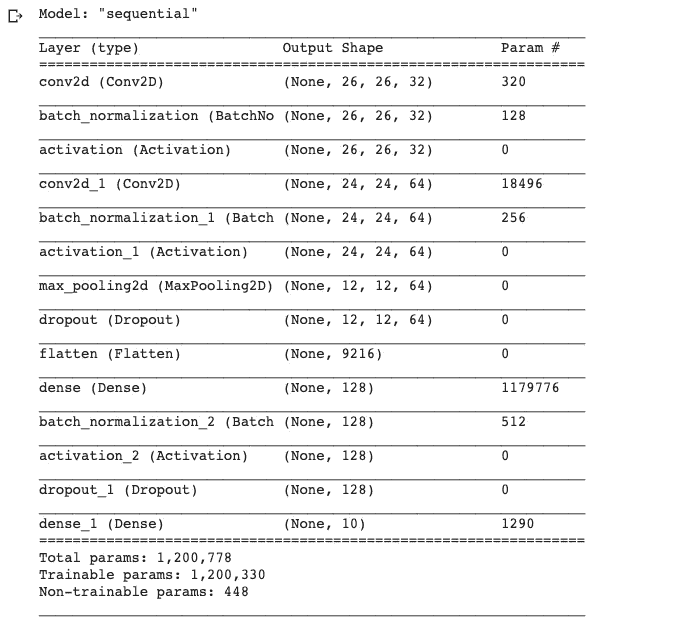 Model: "sequential"
Layer (type) Output Shape Param #
=================================================================
conv2d (Conv2D) (None, 26, 26, 32) 320
batch_normalization (BatchNo (None, 26, 26, 32) 128
activation (Activation) (None, 26, 26, 32) 0
conv2d_1 (Conv2D) (None, 24, 24, 64) 18496
batch_normalization_1 (Batch (None, 24, 24, 64) 256
activation_1 (Activation) (None, 24, 24, 64) 0
max_pooling2d (MaxPooling2D) (None, 12, 12, 64) 0
dropout (Dropout) (None, 12, 12, 64) 0
flatten (Flatten) (None, 9216) 0
dense (Dense) (None, 128) 1179776
batch_normalization_2 (Batch (None, 128) 512
activation_2 (Activation) (None, 128) 0
dropout_1 (Dropout) (None, 128) 0
dense_1 (Dense) (None, 10) 1290
=================================================================
Total params: 1,200,778
Trainable params: 1,200,330
Non-trainable params: 448